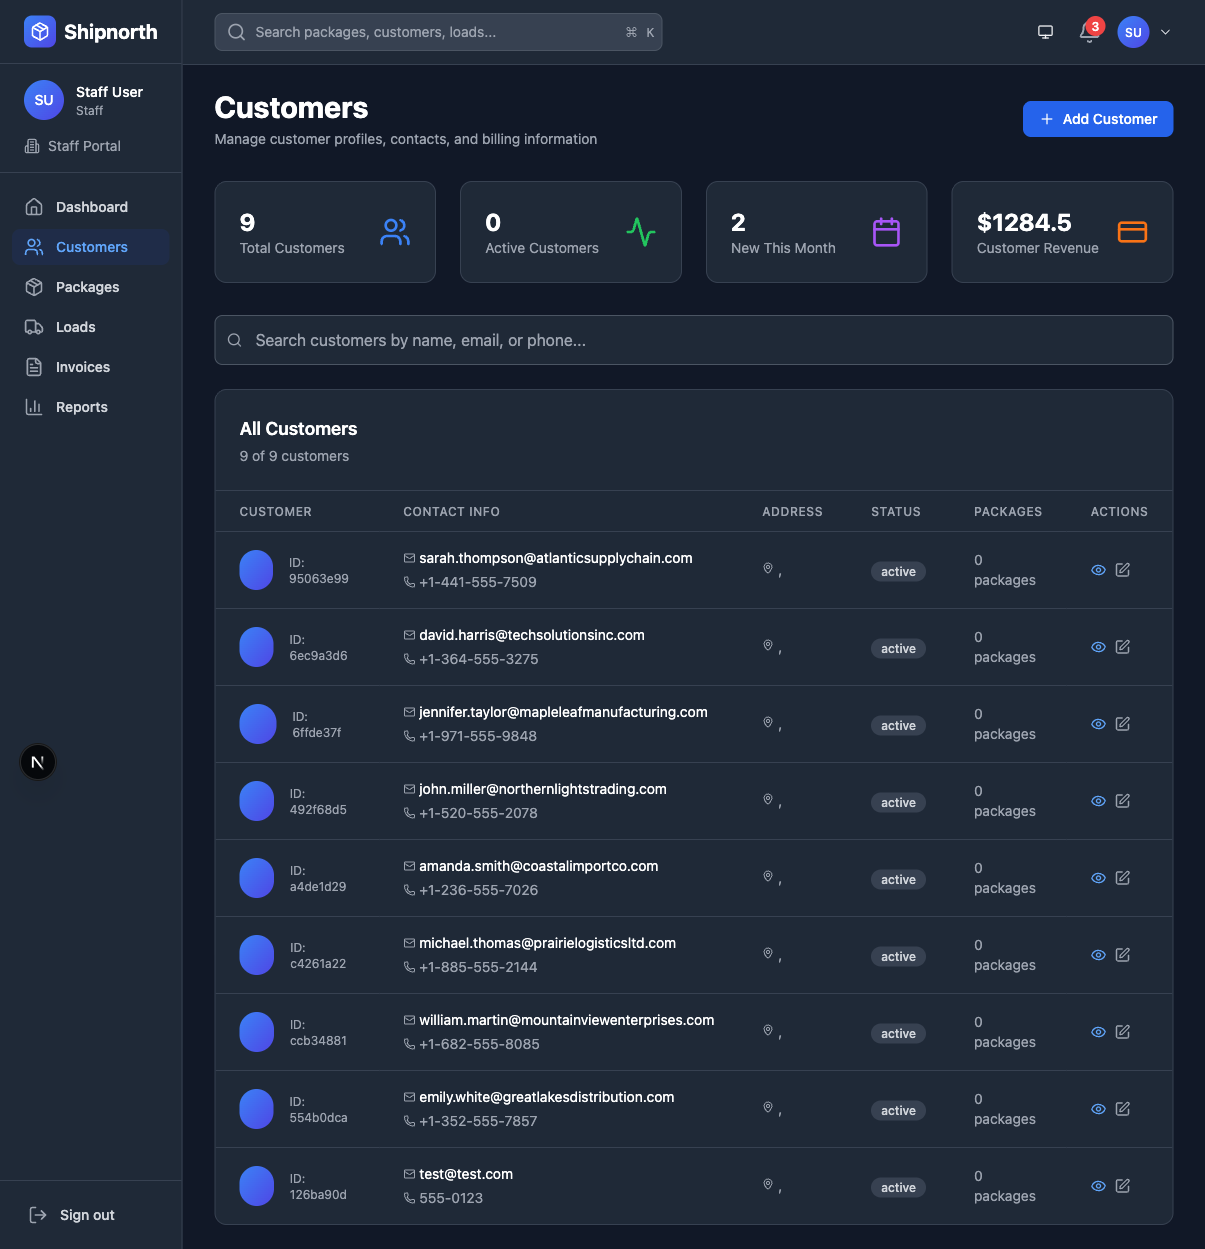 Shipnorth
Search packages, customers, loads...
⌘ K
3
SU
SU
Staff User
Staff
Staff Portal
Dashboard
Customers
Packages
Loads
Invoices
Reports
N
Sign out
Customers
Manage customer profiles, contacts, and billing information
Add Customer
9
Total Customers
0
Active Customers
2
New This Month
$1284.5
Customer Revenue
Search customers by name, email, or phone...
All Customers
9 of 9 customers
CUSTOMER CONTACT INFO ADDRESS STATUS PACKAGES ACTIONS
ID:
95063e99
sarah.thompson@atlanticsupplychain.com
+1-441-555-7509
,
active
0
packages
ID:
6ec9a3d6
david.harris@techsolutionsinc.com
+1-364-555-3275
,
active
0
packages
ID:
6ffde37f
jennifer.taylor@mapleleafmanufacturing.com
+1-971-555-9848
,
active
0
packages
ID:
492f68d5
john.miller@northernlightstrading.com
+1-520-555-2078
,
active
0
packages
ID:
a4de1d29
amanda.smith@coastalimportco.com
+1-236-555-7026
,
active
0
packages
ID:
c4261a22
michael.thomas@prairielogisticsltd.com
+1-885-555-2144
,
active
0
packages
ID:
ccb34881
william.martin@mountainviewenterprises.com
+1-682-555-8085
,
active
0
packages
ID:
554b0dca
emily.white@greatlakesdistribution.com
+1-352-555-7857
,
active
0
packages
ID:
126ba90d
test@test.com
555-0123
,
active
0
packages